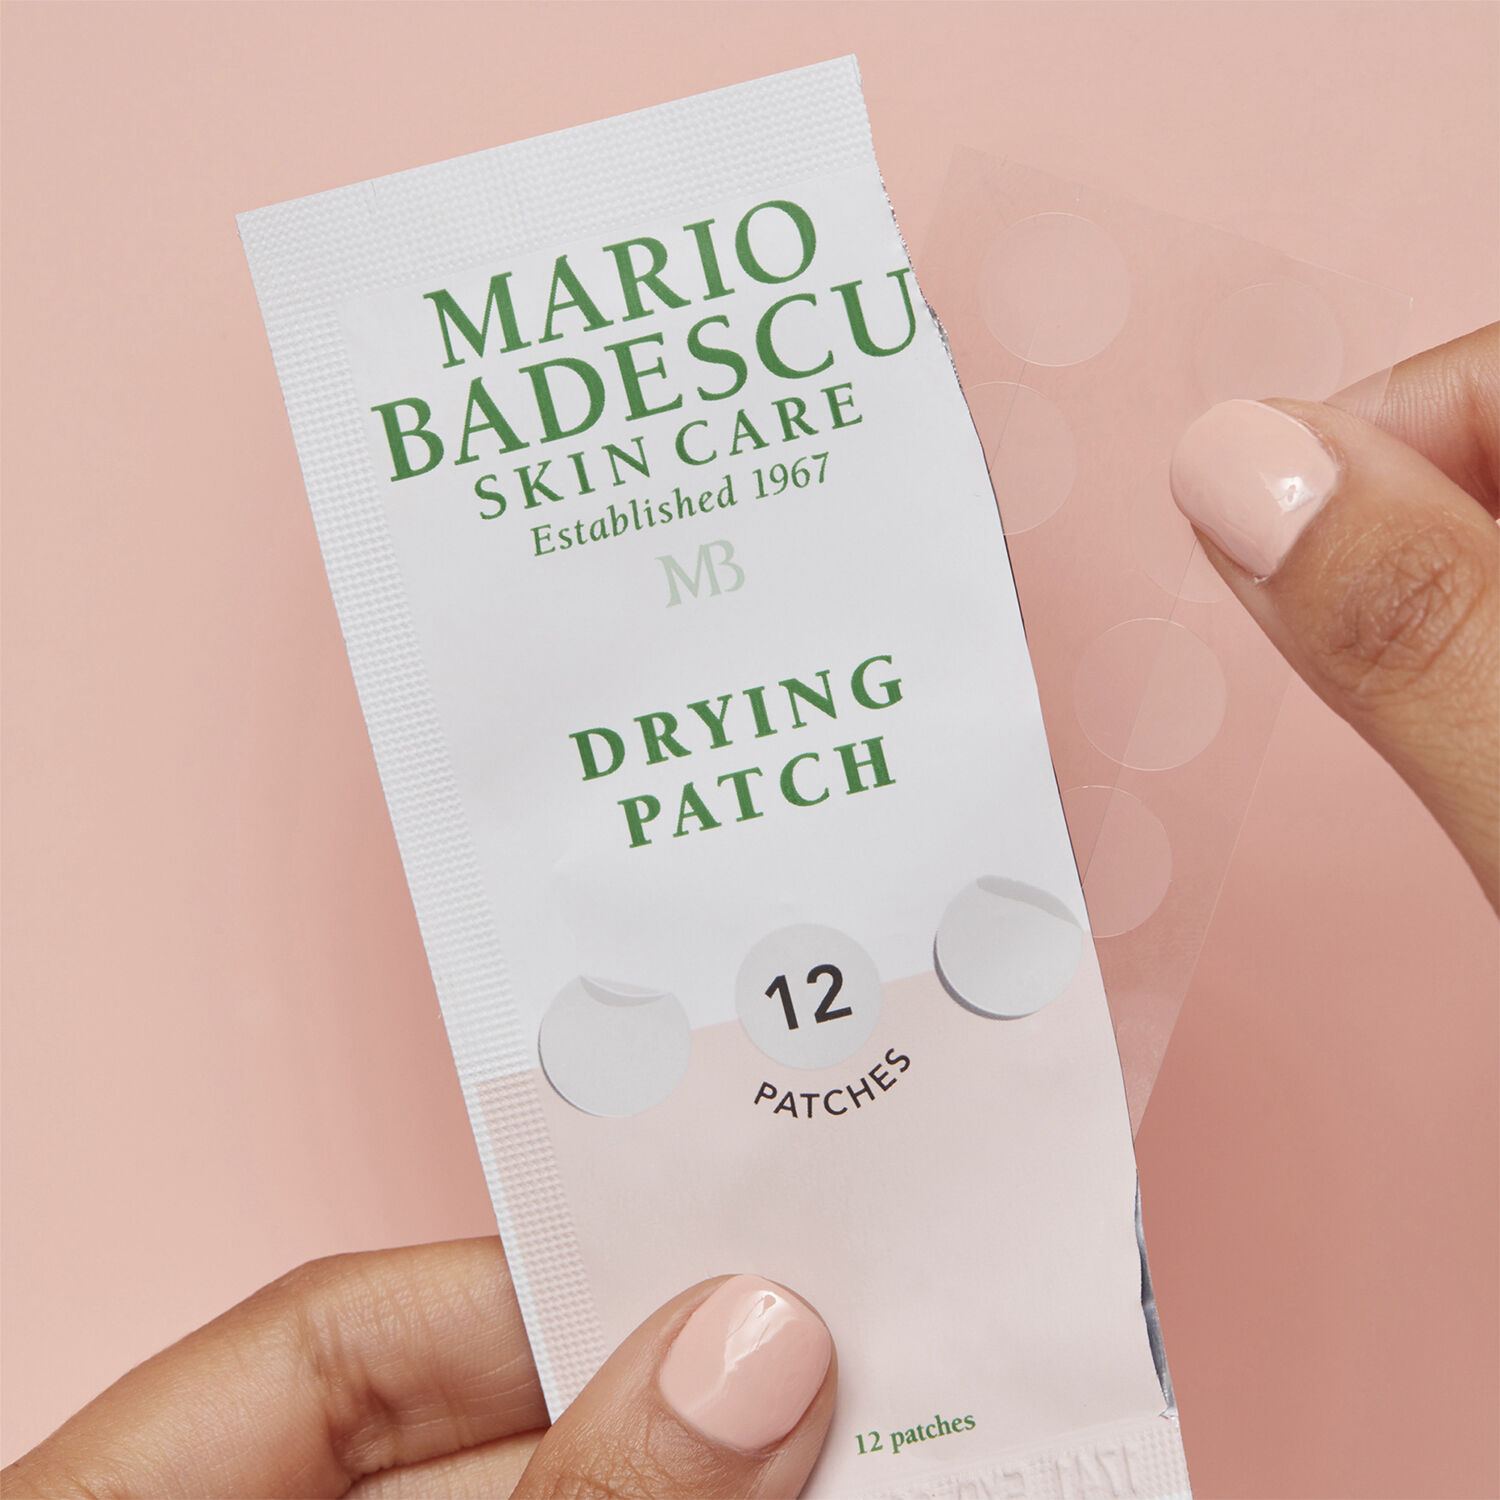 MARIO
BADESCU
SKIN CARE
Established 1967
MB
DRYING
PATCH
12
PATCHES
12 patches